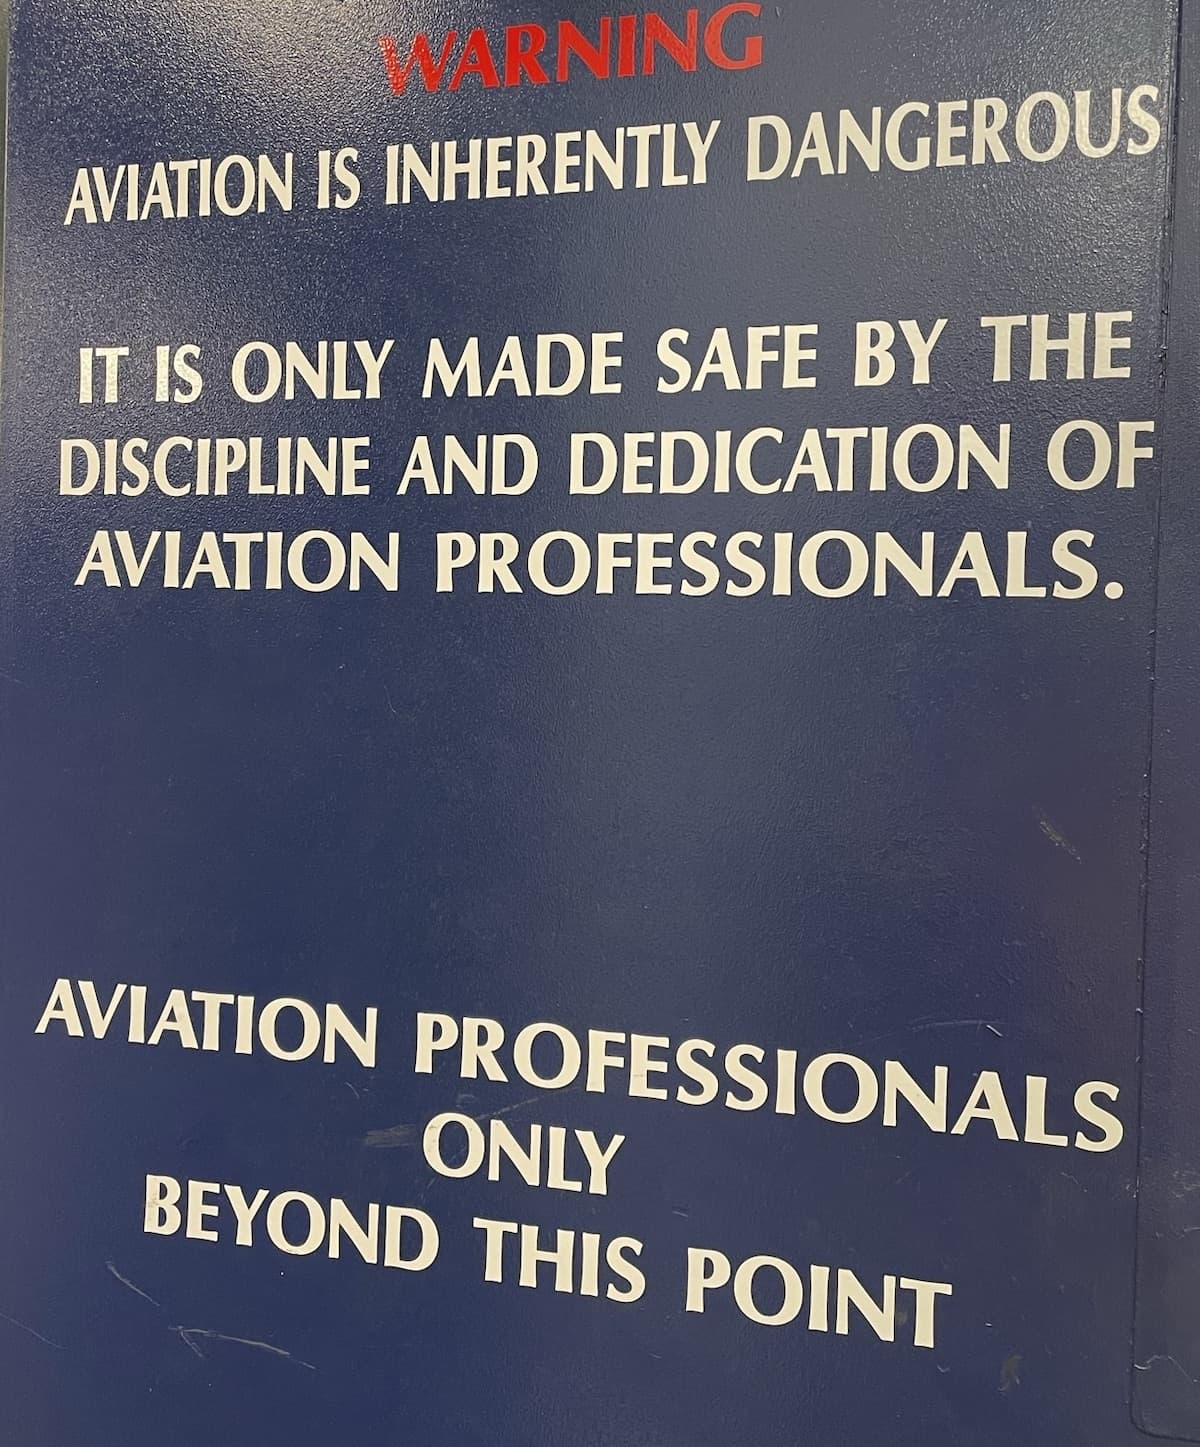 WARNING
AVIATION IS INHERENTLY DANGEROUS
IT IS ONLY MADE SAFE BY THE
DISCIPLINE AND DEDICATION OF
AVIATION PROFESSIONALS.
AVIATION PROFESSIONALS
ONLY
BEYOND THIS POINT